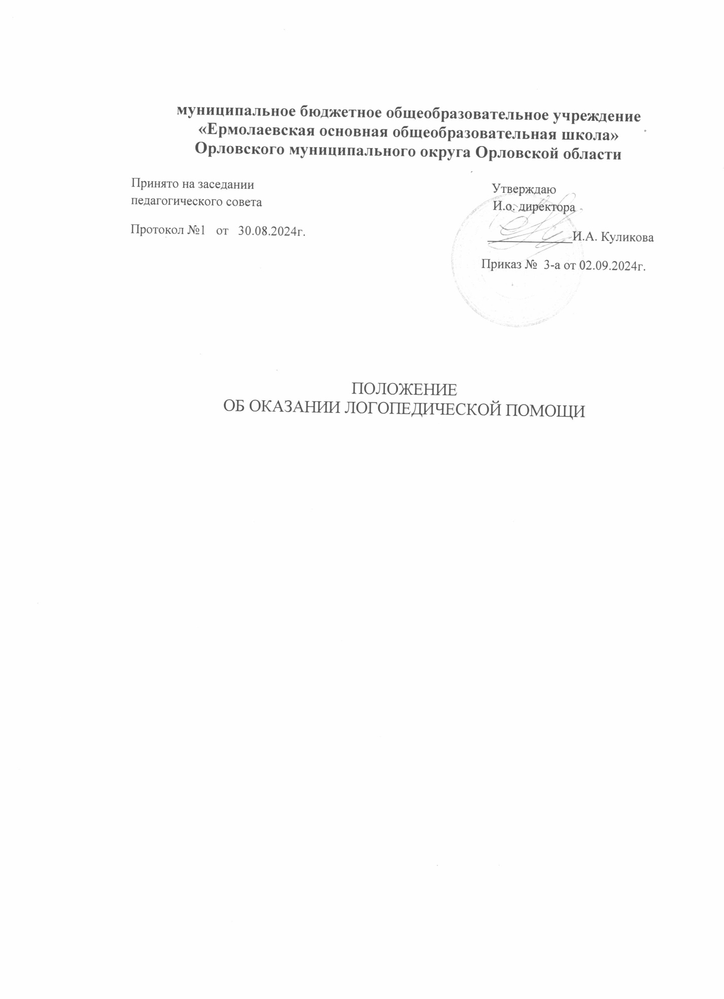 муниципальное бюджетное общеобразовательное учреждение
«Ермолаевская основная общеобразовательная школа»
Орловского муниципального округа Орловской области
Принято на заседании
педагогического совета
Протокол №1 от 30.08.2024г.
Утверждаю
И.о. директора
И.А. Куликова
Приказ № 3-а от 02.09.2024г.
ПОЛОЖЕНИЕ
ОБ ОКАЗАНИИ ЛОГОПЕДИЧЕСКОЙ ПОМОЩИ